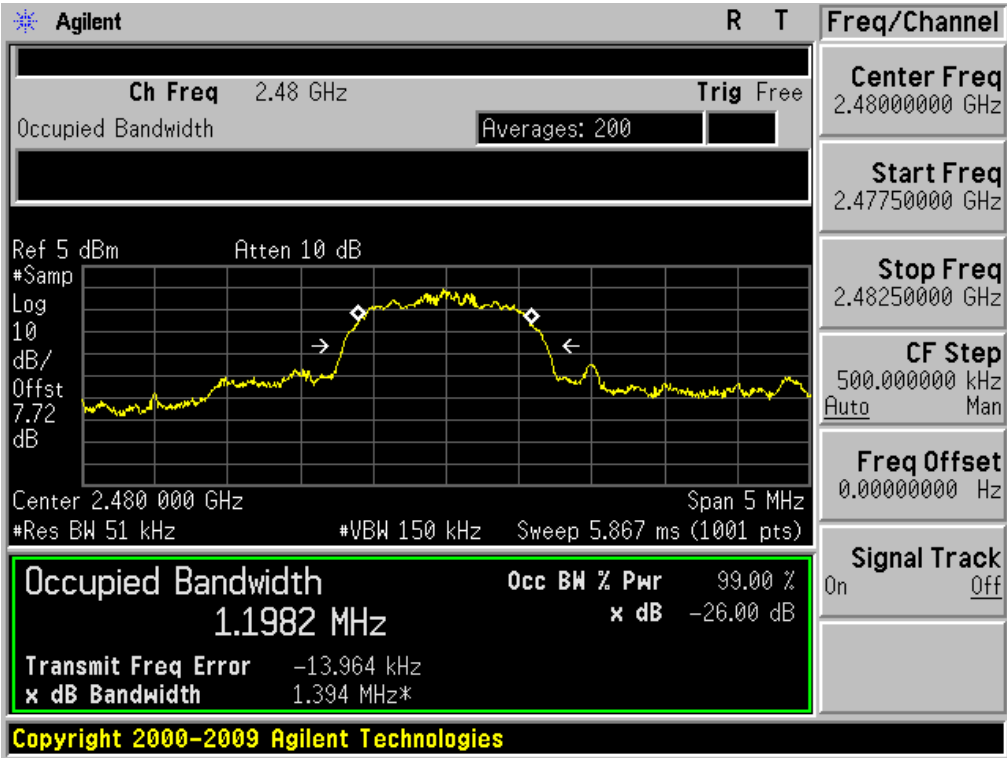 Agilent
R T
Freq/Channel
Ch Freq 2.48 GHz
Trig Free
Occupied Bandwidth
Averages: 200
Ref 5 dBm
Atten 10 dB
#Samp
Log
10
dB/
Offst
7.72
dB
Center 2.480 000 GHz
Span 5 MHz
#Res BW 51 kHz
#VBW 150 kHz
Sweep 5.867 ms (1001 pts)
Occupied Bandwidth
1.1982 MHz
Occ BW % Pwr 99.00 %
x dB -26.00 dB
Transmit Freq Error -13.964 kHz
x dB Bandwidth 1.394 MHz*
Center Freq
2.48000000 GHz
Start Freq
2.47750000 GHz
Stop Freq
2.48250000 GHz
CF Step
500.000000 kHz
Auto Man
Freq Offset
0.00000000 Hz
Signal Track
On Off
Copyright 2000-2009 Agilent Technologies